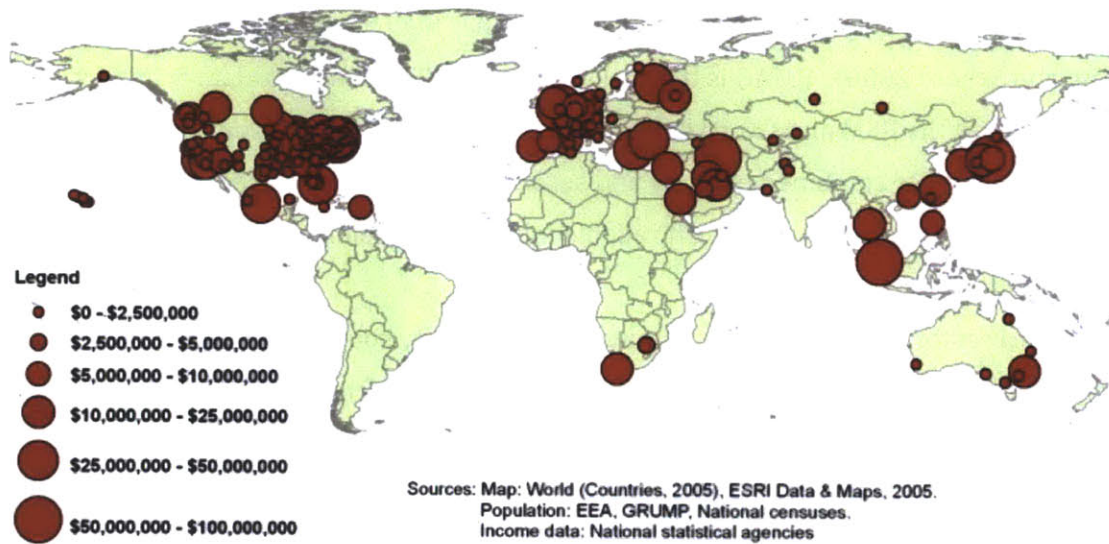 Legend
$0 - $2,500,000
$2,500,000 - $5,000,000
$5,000,000 - $10,000,000
$10,000,000 - $25,000,000
$25,000,000 - $50,000,000
$50,000,000 - $100,000,000
Sources: Map: World (Countries, 2005), ESRI Data & Maps, 2005.
Population: EEA, GRUMP, National censuses.
Income data: National statistical agencies